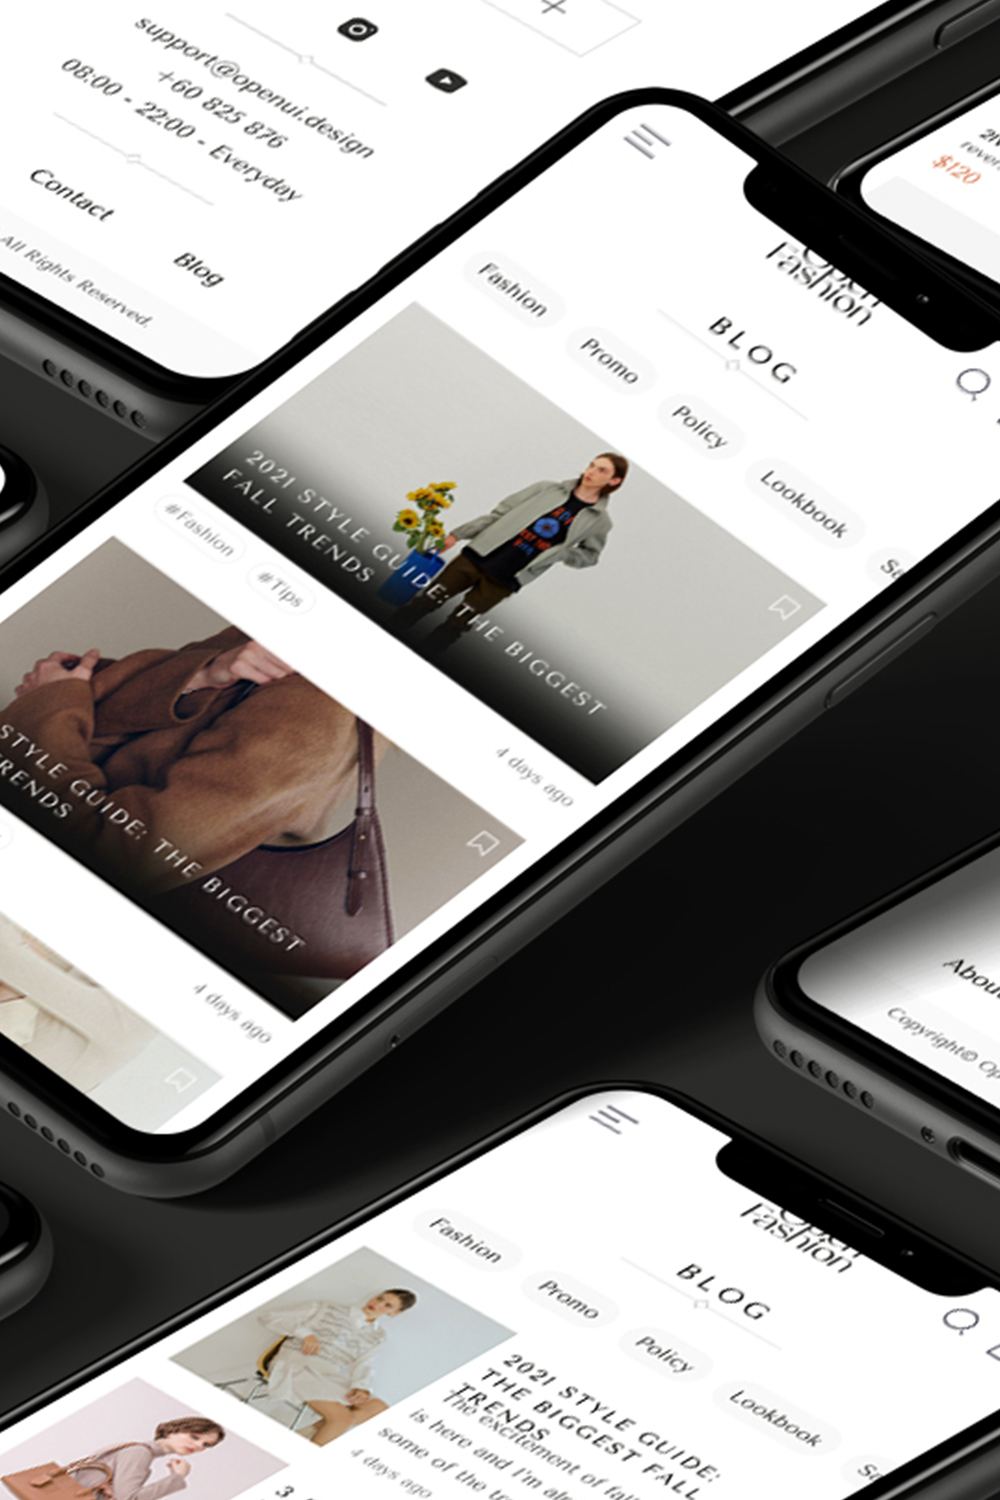 support@openui.design
+60 825 876
08:00 - 22:00 - Everyday
Contact
Blog
All Rights Reserved.
$120
Open
Fashion
BLOG
Fashion
Promo
Policy
Lookbook
2021 STYLE GUIDE: THE BIGGEST
FALL TRENDS
#Fashion
#Tips
4 days ago
STYLE GUIDE: THE BIGGEST
TRENDS
4 days ago
Copyright©
Open
Fashion
BLOG
Fashion
Promo
Policy
Lookbook
2021 STYLE GUIDE:
THE BIGGEST FALL
TRENDS
The excitement of fall
is here and I'm
some of the
4 days ago